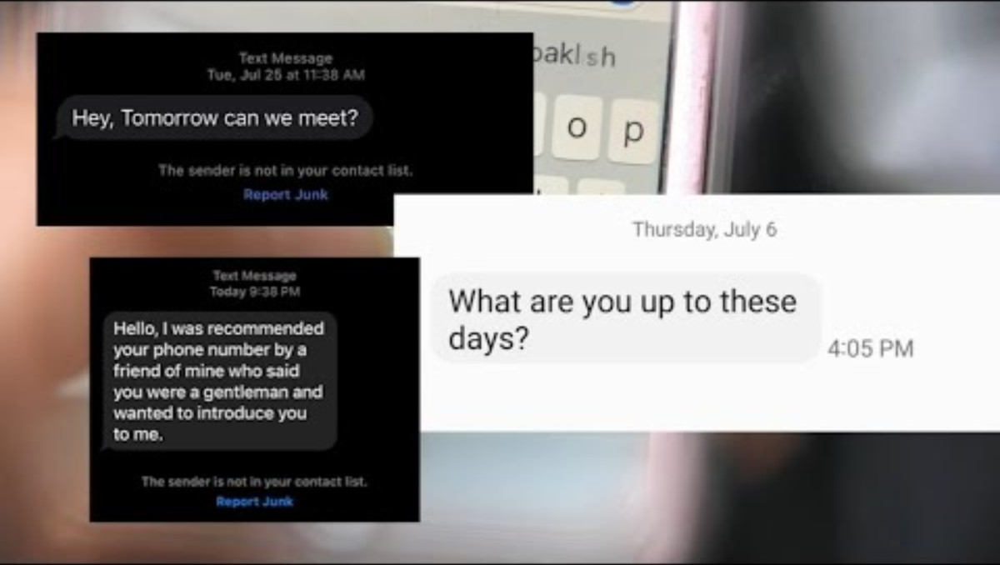 Text Message
Tue, Jul 25 at 11:38 AM
Hey, Tomorrow can we meet?
The sender is not in your contact list.
Report Junk
o p
Thursday, July 6
What are you up to these
days?
4:05 PM
Text Message
Today 9:38 PM
Hello, I was recommended
your phone number by a
friend of mine who said
you were a gentleman and
wanted to introduce you
to me.
The sender is not in your contact list.
Report Junk